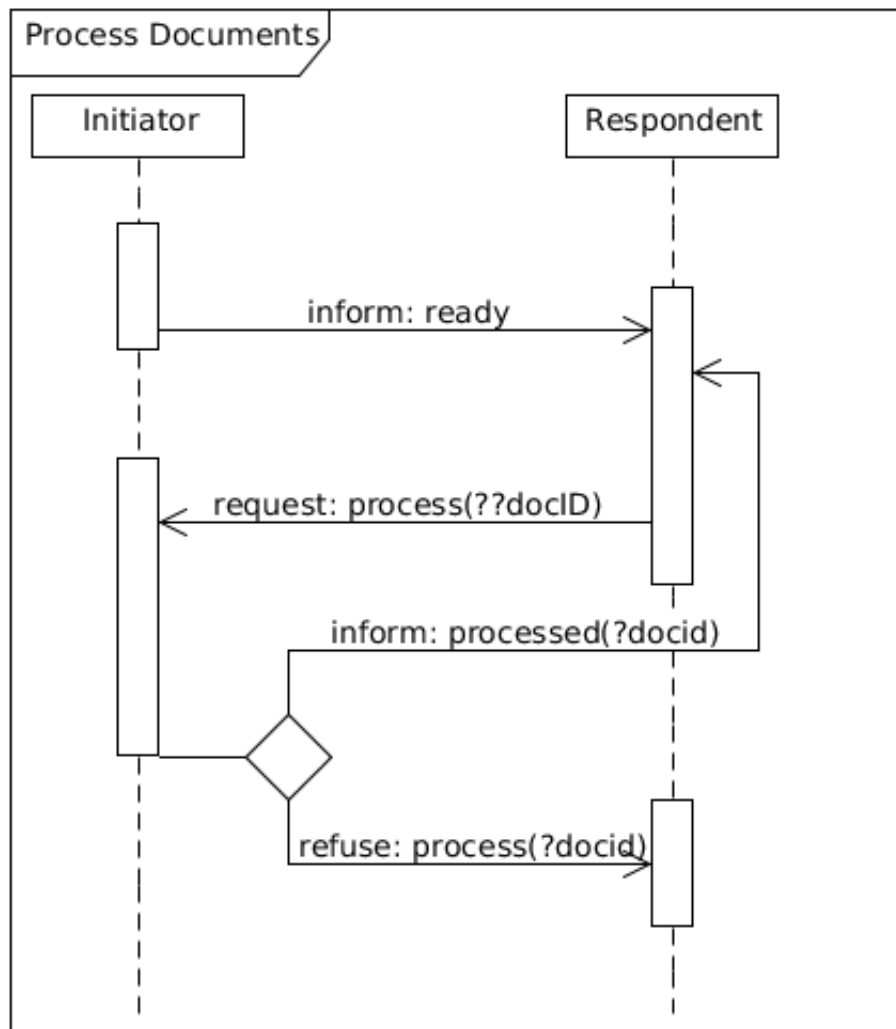 Process Documents
Initiator
Respondent
inform: ready
request: process(??docID)
inform: processed(?docid)
refuse: process(?docid)